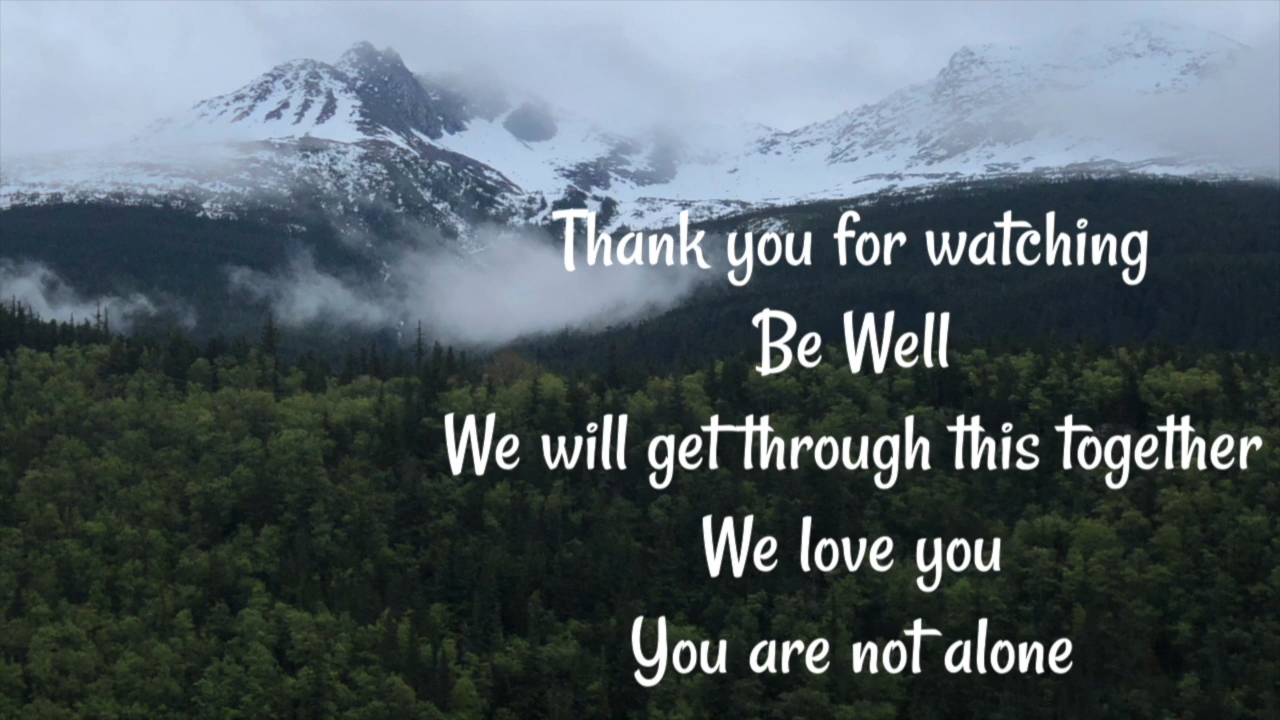 Thank you for watching
Be Well
We will get through this together
We love you
You are not alone